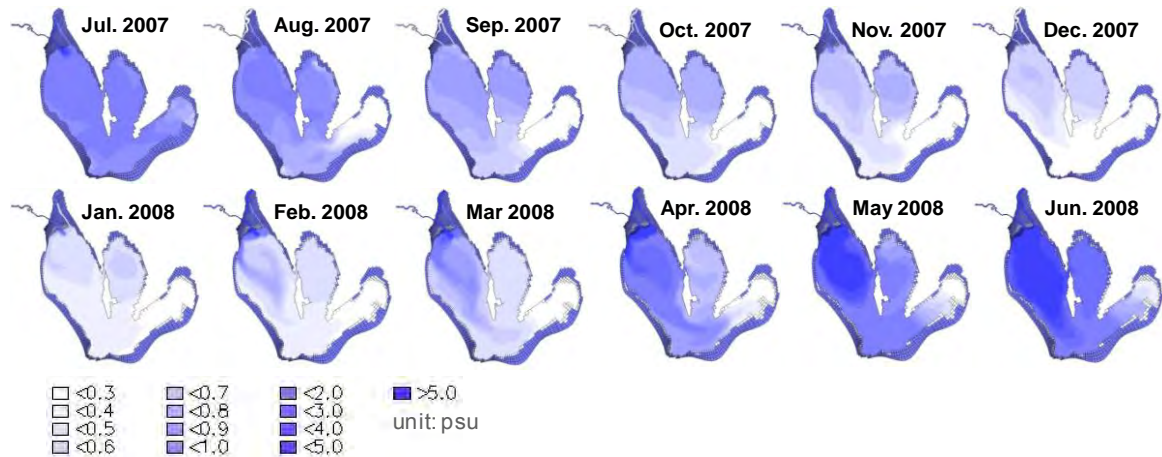 Jul. 2007 Aug. 2007 Sep. 2007 Oct. 2007 Nov. 2007 Dec. 2007
Jan. 2008 Feb. 2008 Mar 2008 Apr. 2008 May 2008 Jun. 2008
<0.3 <0.7 <2.0 >5.0
<0.4 <0.8 <3.0
<0.5 <0.9 <4.0
<0.6 <1.0 <5.0
unit: psu